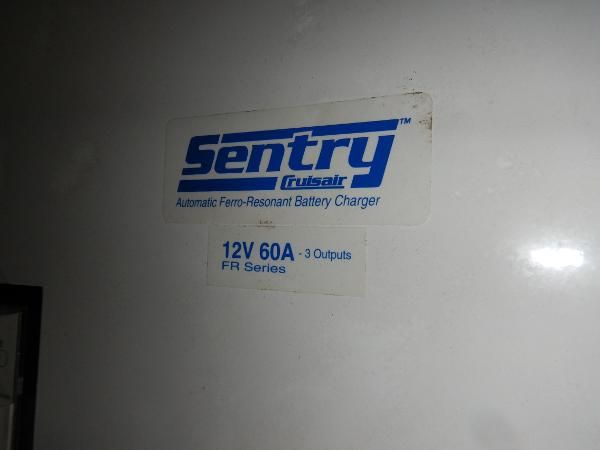 Sentry™
Cruisair
Automatic Ferro-Resonant Battery Charger
12V 60A - 3 Outputs
FR Series